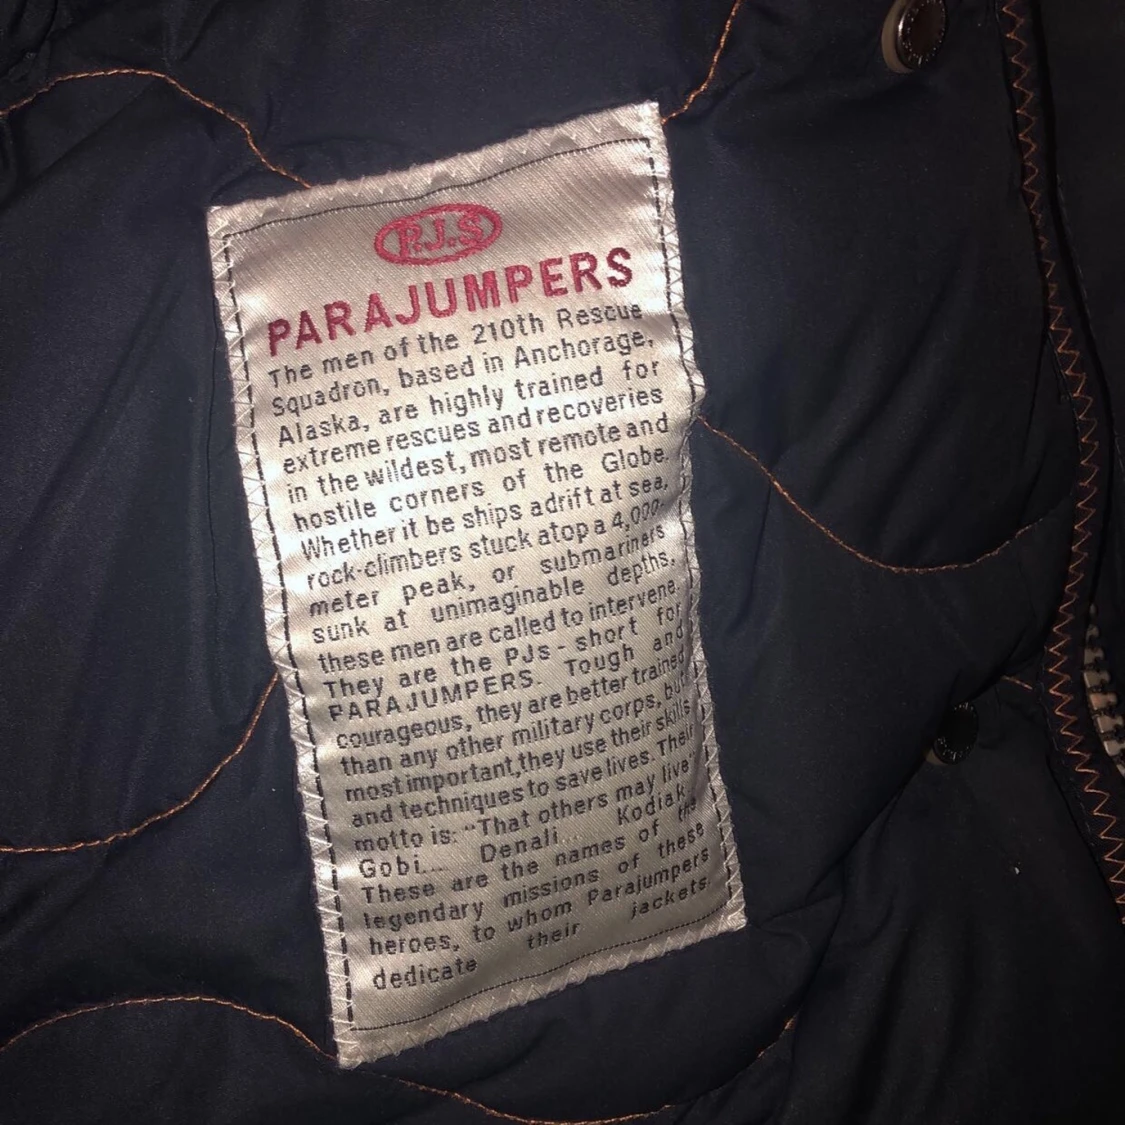 P.J.S
PARAJUMPERS
The men of the 210th Rescue
Squadron, based in Anchorage,
Alaska, are highly trained for
extreme rescues and recoveries
in the wildest, most remote and
hostile corners of the Globe.
Whether it be ships adrift at sea,
rock-climbers stuck atop a 4,000-
meter peak, or submariners
sunk at unimaginable depths,
these men are called to intervene.
They are the PJs - short for
PARAJUMPERS. Tough and
courageous, they are better trained
than any other military corps, but
most important, they use their skills
and techniques to save lives. Their
motto is: "That others may live"
Gobi... Denali... Kodiak,
These are the names of the
legendary missions of these
heroes, to whom Parajumpers
dedicate their jackets.